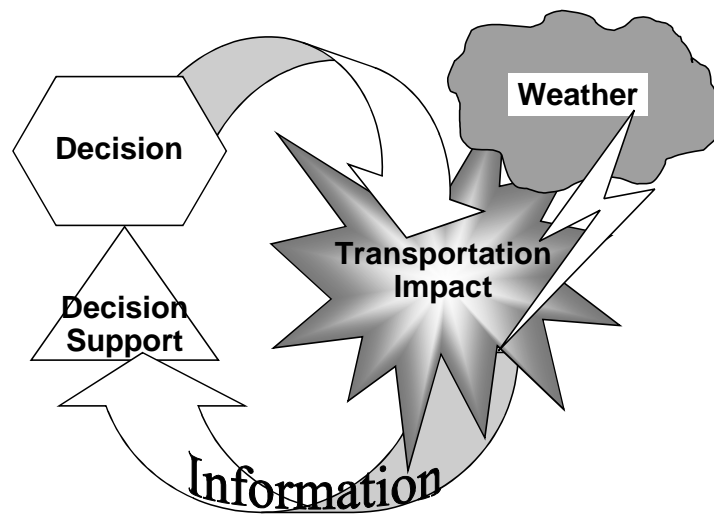 Weather
Decision
Transportation
Impact
Decision
Support
Information